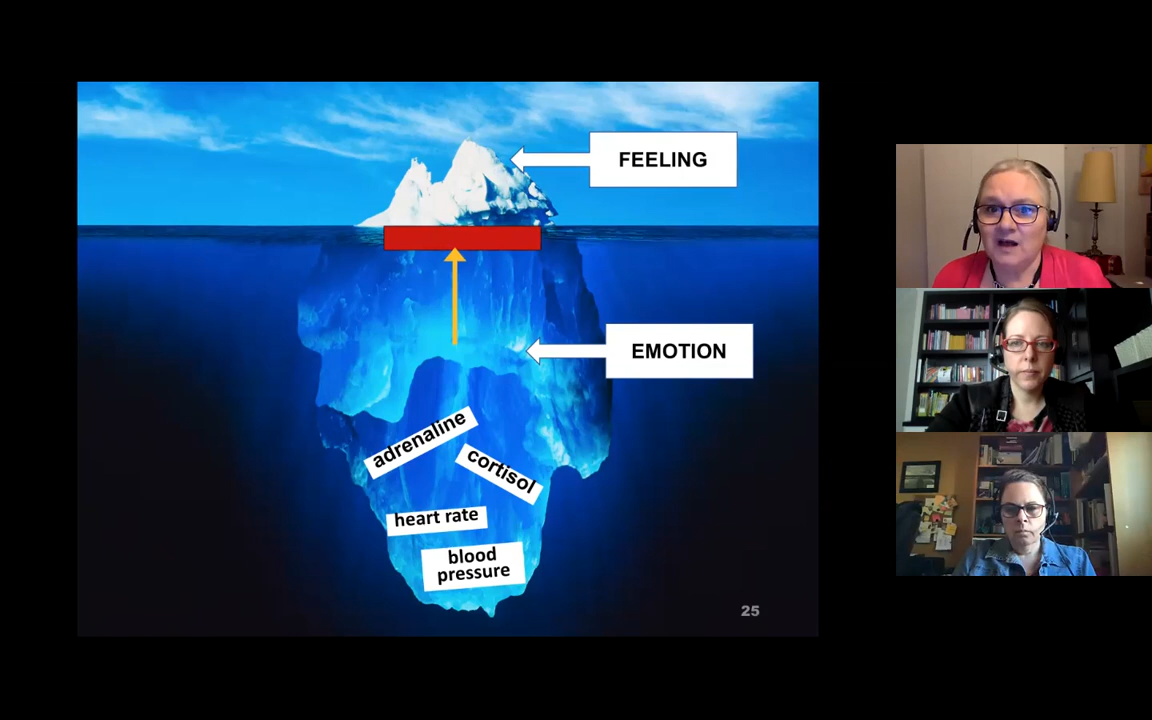 FEELING
EMOTION
adrenaline
cortisol
heart rate
blood
pressure
25